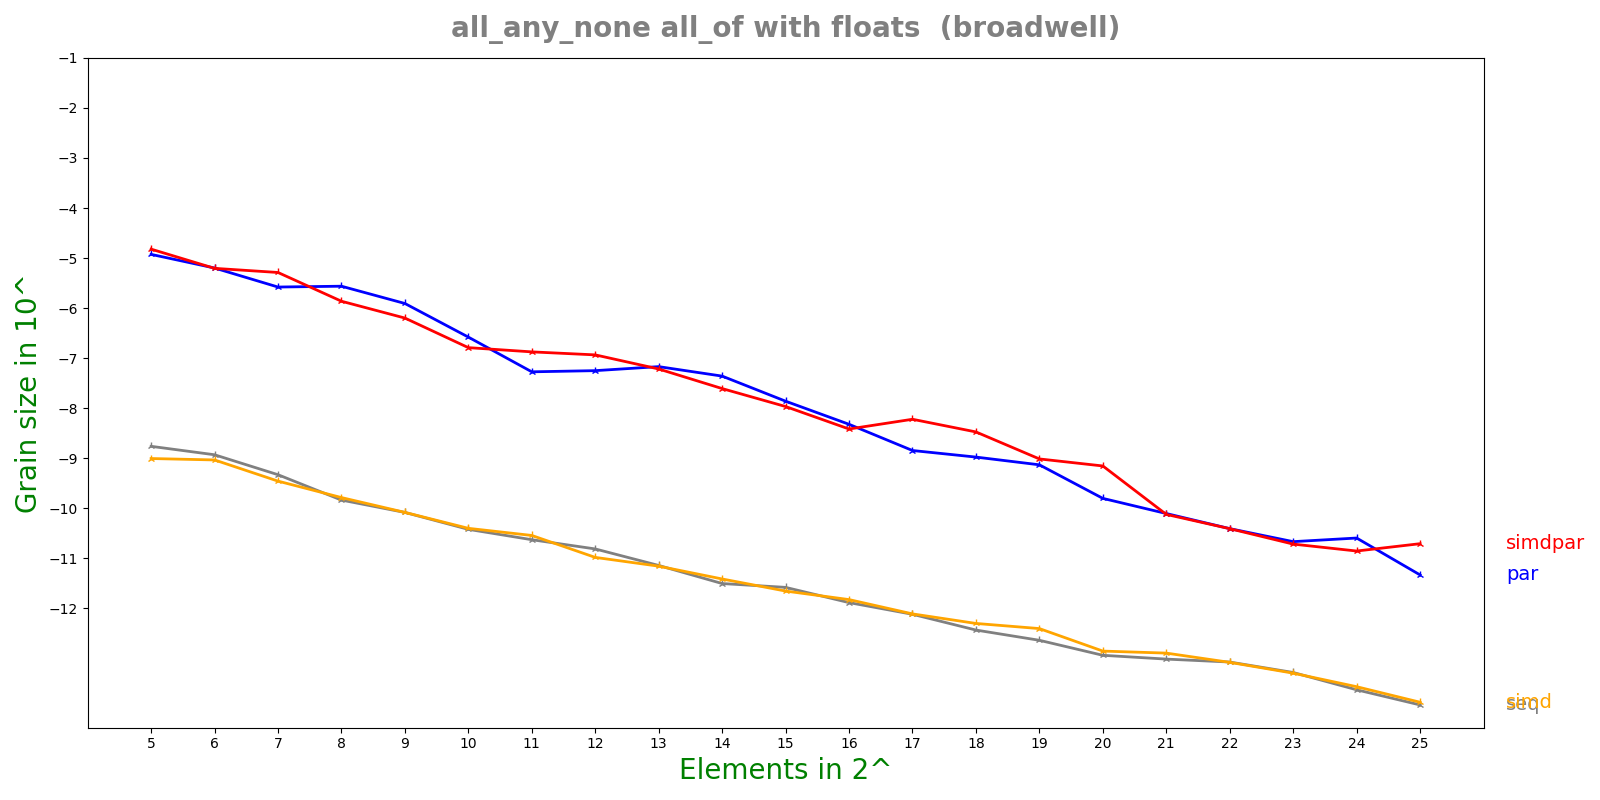 all_any_none all_of with floats  (broadwell)
−1
−2
−3
−4
−5
−6
−7
−8
−9
−10
−11
−12
Grain size in 10^
simdpar
par
simd
seq
5 6 7 8 9 10 11 12 13 14 15 16 17 18 19 20 21 22 23 24 25
Elements in 2^